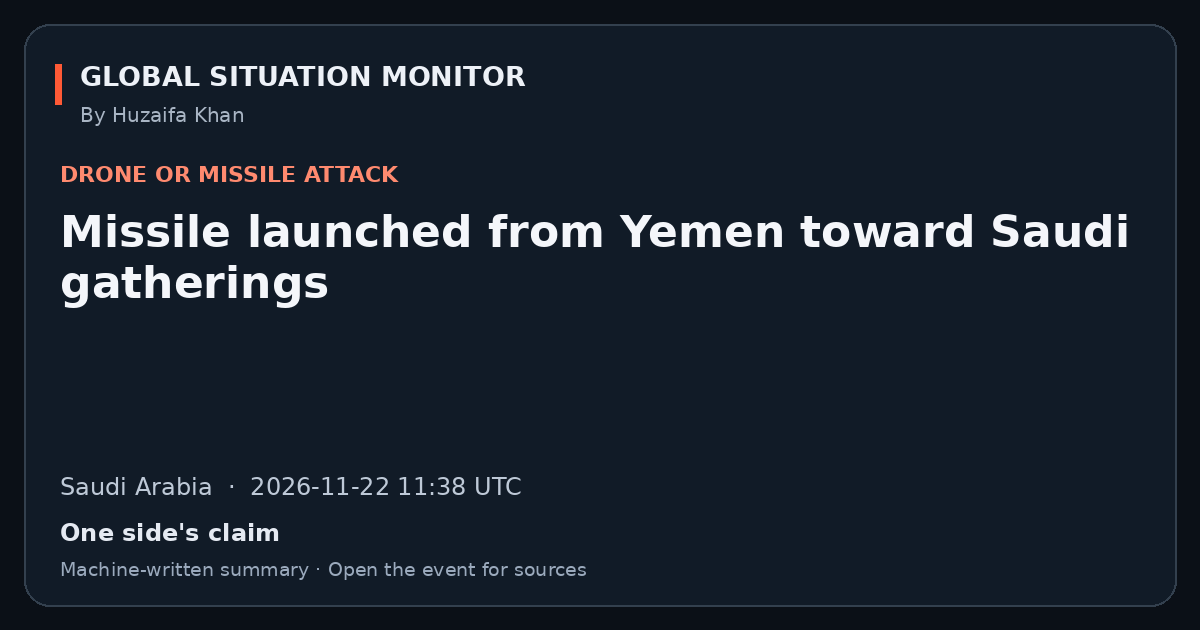 GLOBAL SITUATION MONITOR
By Huzaifa Khan
DRONE OR MISSILE ATTACK
Missile launched from Yemen toward Saudi
gatherings
Saudi Arabia · 2026-11-22 11:38 UTC
One side's claim
Machine-written summary · Open the event for sources